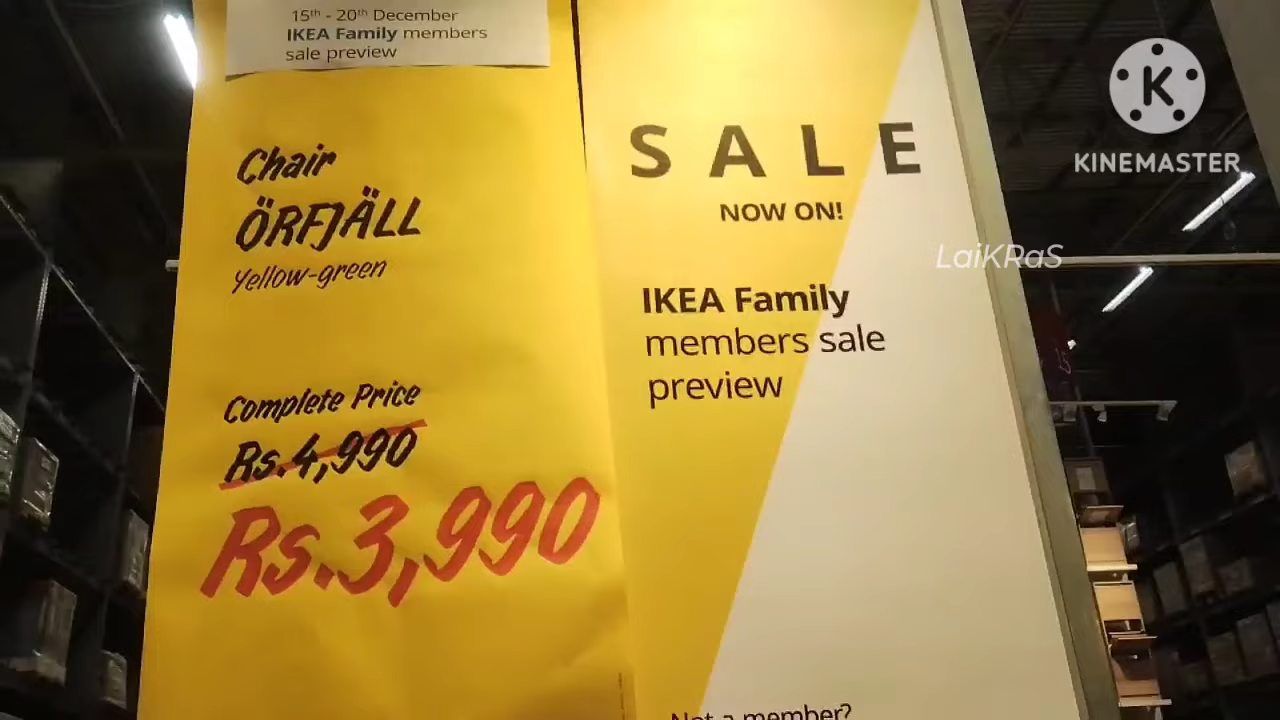 15th - 20th December
IKEA Family members
sale preview
Chair
ÖRFJÄLL
Yellow-green
Complete Price
Rs.4,990
Rs.3,990
SALE
NOW ON!
IKEA Family
members sale
preview
Not a member?
K
KINEMASTER
LaiKRaS